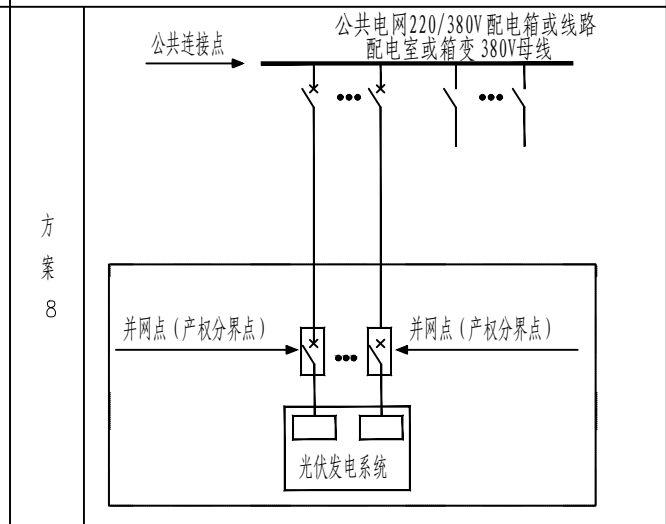 公共电网220/380V配电箱或线路
公共连接点
配电室或箱变 380V母线
方
案
8
并网点（产权分界点）
并网点（产权分界点）
光伏发电系统